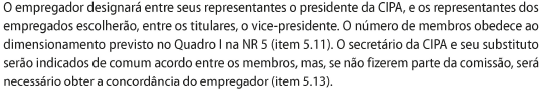 O empregador designará entre seus representantes o presidente da CIPA, e os representantes dos
empregados escolherão, entre os titulares, o vice-presidente. O número de membros obedece ao
dimensionamento previsto no Quadro I na NR 5 (item 5.11). O secretário da CIPA e seu substituto
serão indicados de comum acordo entre os membros, mas, se não fizerem parte da comissão, será
necessário obter a concordância do empregador (item 5.13).